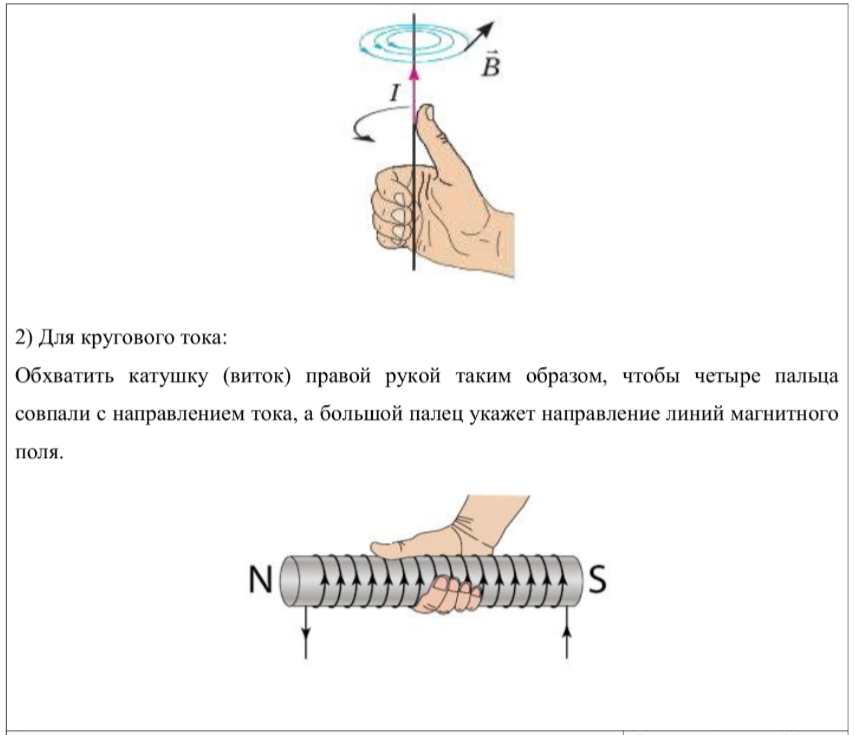 I
B
2) Для кругового тока:
Обхватить катушку (виток) правой рукой таким образом, чтобы четыре пальца
совпали с направлением тока, а большой палец укажет направление линий магнитного
поля.
N S